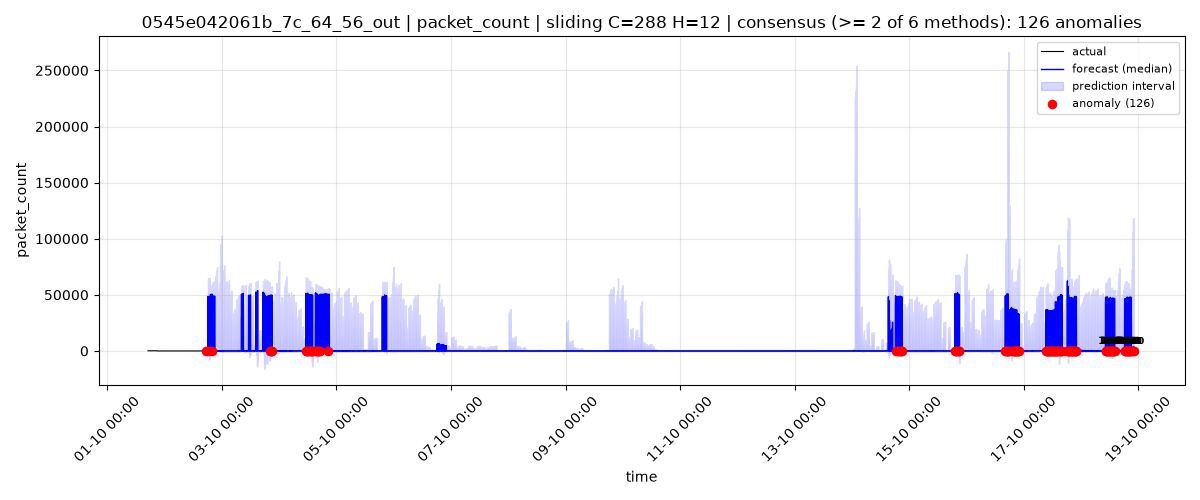 0545e042061b_7c_64_56_out | packet_count | sliding C=288 H=12 | consensus (>= 2 of 6 methods): 126 anomalies
actual
forecast (median)
prediction interval
anomaly (126)
250000
200000
150000
100000
50000
0
packet_count
01-10 00:00
03-10 00:00
05-10 00:00
07-10 00:00
09-10 00:00
11-10 00:00
13-10 00:00
15-10 00:00
17-10 00:00
19-10 00:00
time